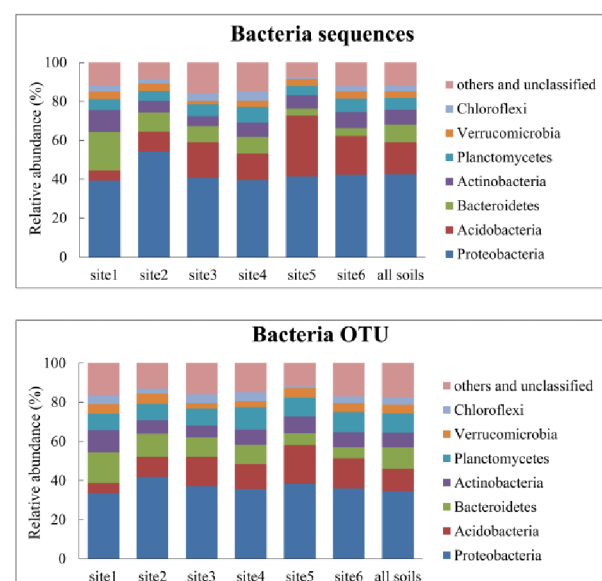 Bacteria sequences
Relative abundance (%)
100
80
60
40
20
0
site1 site2 site3 site4 site5 site6 all soils
others and unclassified
Chloroflexi
Verrucomicrobia
Planctomycetes
Actinobacteria
Bacteroidetes
Acidobacteria
Proteobacteria
Bacteria OTU
Relative abundance (%)
100
80
60
40
20
0
site1 site2 site3 site4 site5 site6 all soils
others and unclassified
Chloroflexi
Verrucomicrobia
Planctomycetes
Actinobacteria
Bacteroidetes
Acidobacteria
Proteobacteria